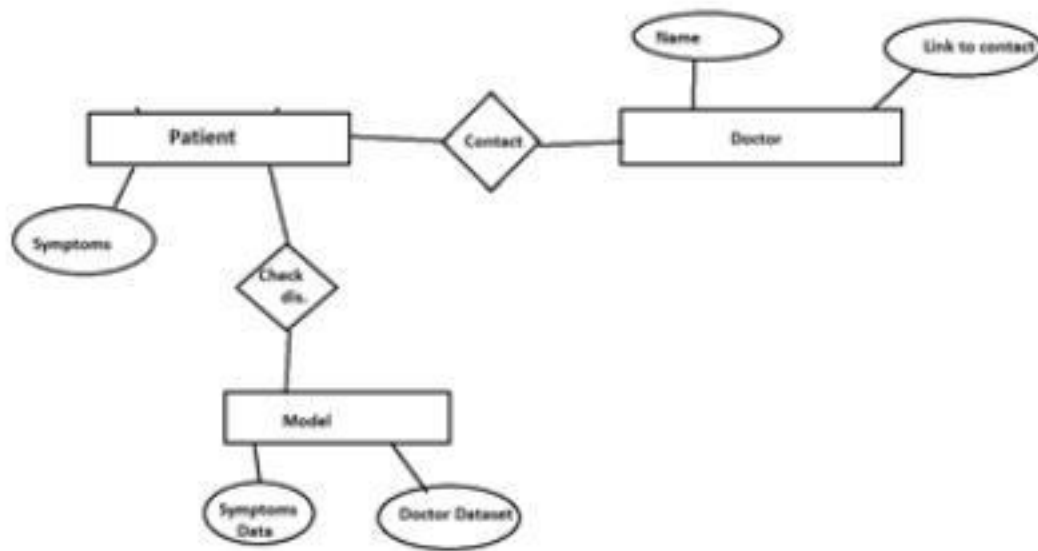 Name
Link to contact
Patient
Contact
Doctor
Symptoms
Check
dis.
Model
Symptoms
Data
Doctor Dataset